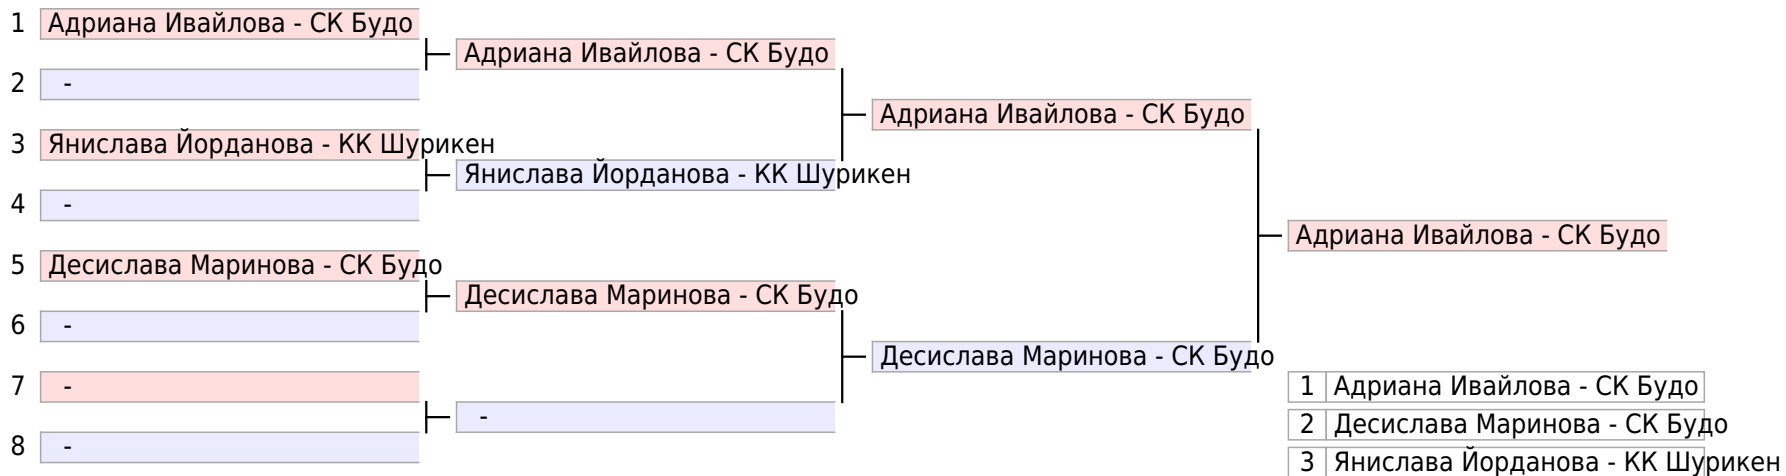 1 Адриана Ивайлова - СК Будо
Адриана Ивайлова - СК Будо
2 -
Адриана Ивайлова - СК Будо
3 Янислава Йорданова - КК Шурикен
Янислава Йорданова - КК Шурикен
4 -
Адриана Ивайлова - СК Будо
5 Десислава Маринова - СК Будо
Десислава Маринова - СК Будо
6 -
Десислава Маринова - СК Будо
7 -
-
8 -
1 Адриана Ивайлова - СК Будо
2 Десислава Маринова - СК Будо
3 Янислава Йорданова - КК Шурикен